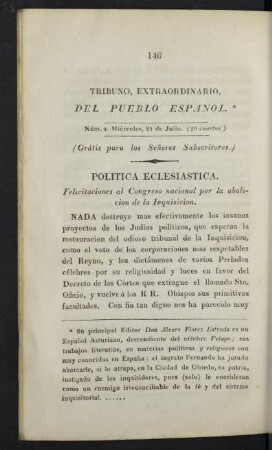 146
TRIBUNO, EXTRAORDINARIO,
DEL PUEBLO ESPAÑOL. *
Núm. 4. Miércoles, 21 de Julio. (20 cuartos)
(Grátis para los Señores Subscritores.)
POLITICA ECLESIASTICA.
Felicitaciones al Congreso nacional por la aboli-
cion de la Inquisicion.
NADA destruye mas efectivamente los insanos
proyectos de los Judios políticos, que esperan la
restauracion del odioso tribunal de la Inquisicion,
como el voto de las corporaciones mas respetables
del Reyno, y los dictámenes de varios Prelados
célebres por su religiosidad y luces en favor del
Decreto de las Córtes que extingue el llamado Sto.
Oficio, y vuelve á los R R. Obispos sus primitivas
facultades. Con fin tan digno nos ha parecido muy
* Su principal Editor Don Alvaro Florez Estrada es un
Español Asturiano, descendiente del célebre Pelayo; sus
trabajos literarios, en materias políticas y religiosas son
muy conocidos en España: el ingrato Fernando ha jurado
ahorcarle, si lo atrapa, en la Ciudad de Obiedo, su patria,
instigado de los inquisidores, pues (solo) le consideran
como un enemigo irreconciliable de la fé y del sistema
inquisitorial. ......